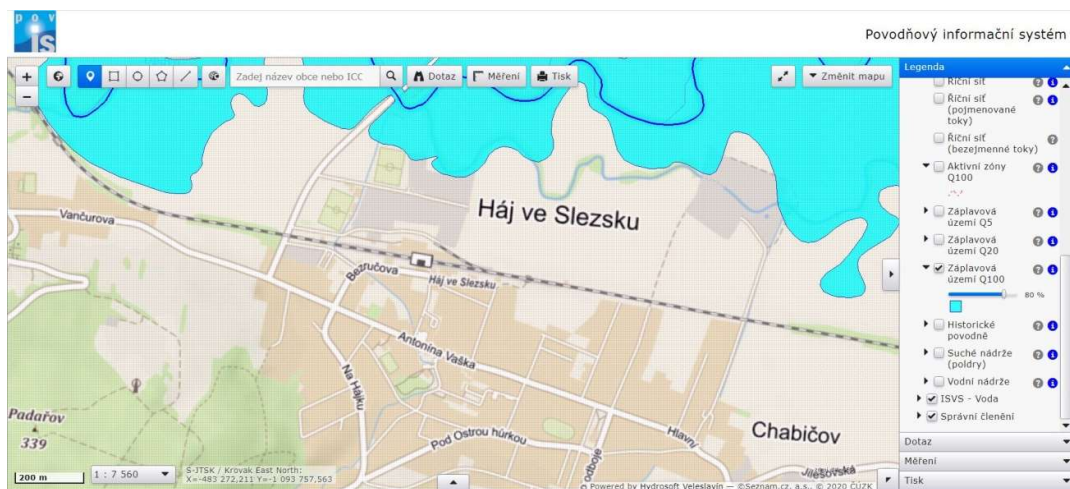 pov
is
Povodňový informační systém
+
−
Zadej název obce nebo ICC
Dotaz
Měření
Tisk
Změnit mapu
Legenda
Říční síť
Říční síť
(pojmenované
toky)
Říční síť
(bezejmenné toky)
Aktivní zóny
Q100
Záplavová
území Q5
Záplavová
území Q20
Záplavová
území Q100
80 %
Historické
povodně
Suché nádrže
(poldry)
Vodní nádrže
ISVS - Voda
Správní členění
Dotaz
Měření
Tisk
Háj ve Slezsku
Vančurova
Bezručova
Háj ve Slezsku
Antonína Vaška
Na Hájku
Padařov
339
Pod Ostrou hůrkou
Hlavní
Chabičov
Jilešovská
200 m
1 : 7 560
S-JTSK / Krovak East North:
X=-483 272,211 Y=-1 093 757,563
Powered by Hydrosoft Veleslavín — ©Seznam.cz, a.s., © 2020 ČÚZK